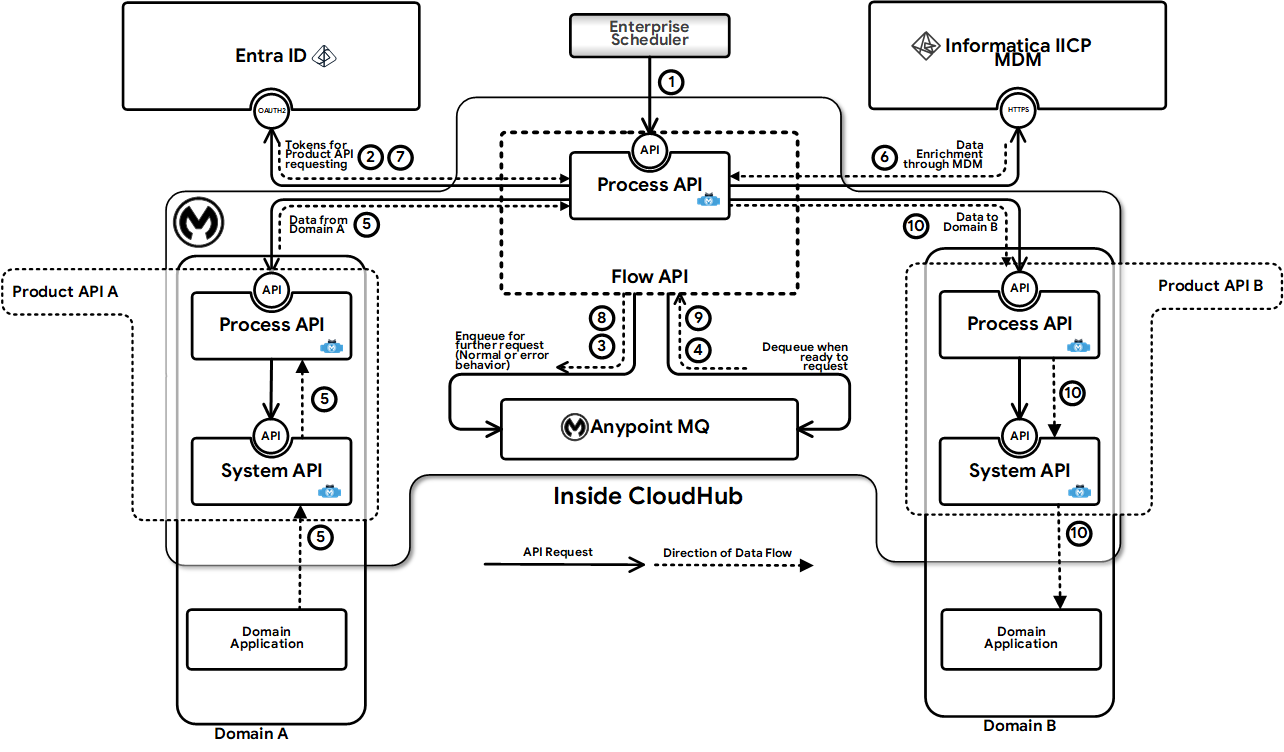 Entra ID
OAUTH2
Enterprise
Scheduler
1
Informatica IICP
MDM
HTTPS
Tokens for
Product API
requesting
2
7
API
Process API
6
Data
Enrichment
through MDM
Data from
Domain A
5
10
Data to
Domain B
Flow API
Product API A
API
Process API
5
API
System API
5
Domain
Application
Domain A
Enqueue for
further request
(Normal or error
behavior)
8
3
9
4
Dequeue when
ready to
request
Anypoint MQ
Inside CloudHub
API Request
Direction of Data Flow
Product API B
API
Process API
10
API
System API
10
Domain
Application
Domain B